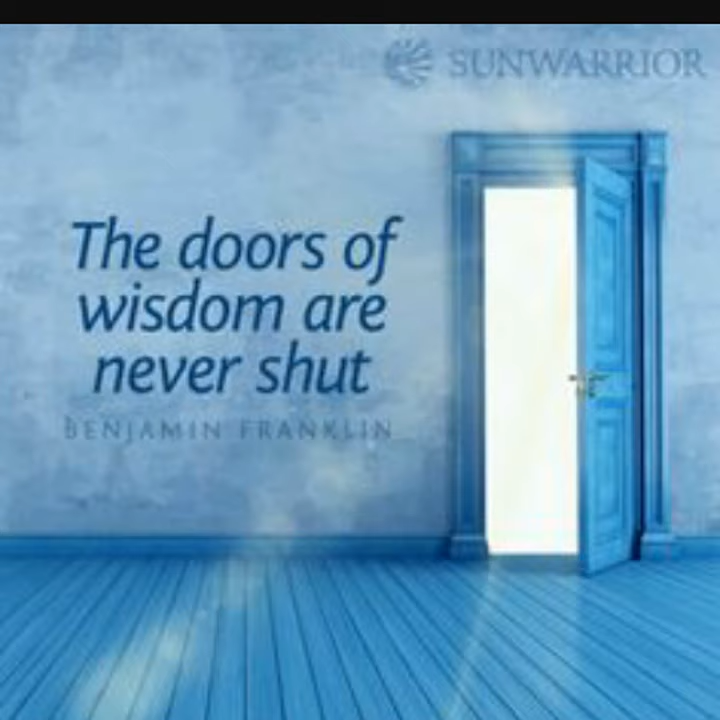 SUNWARRIOR
The doors of
wisdom are
never shut
BENJAMIN FRANKLIN